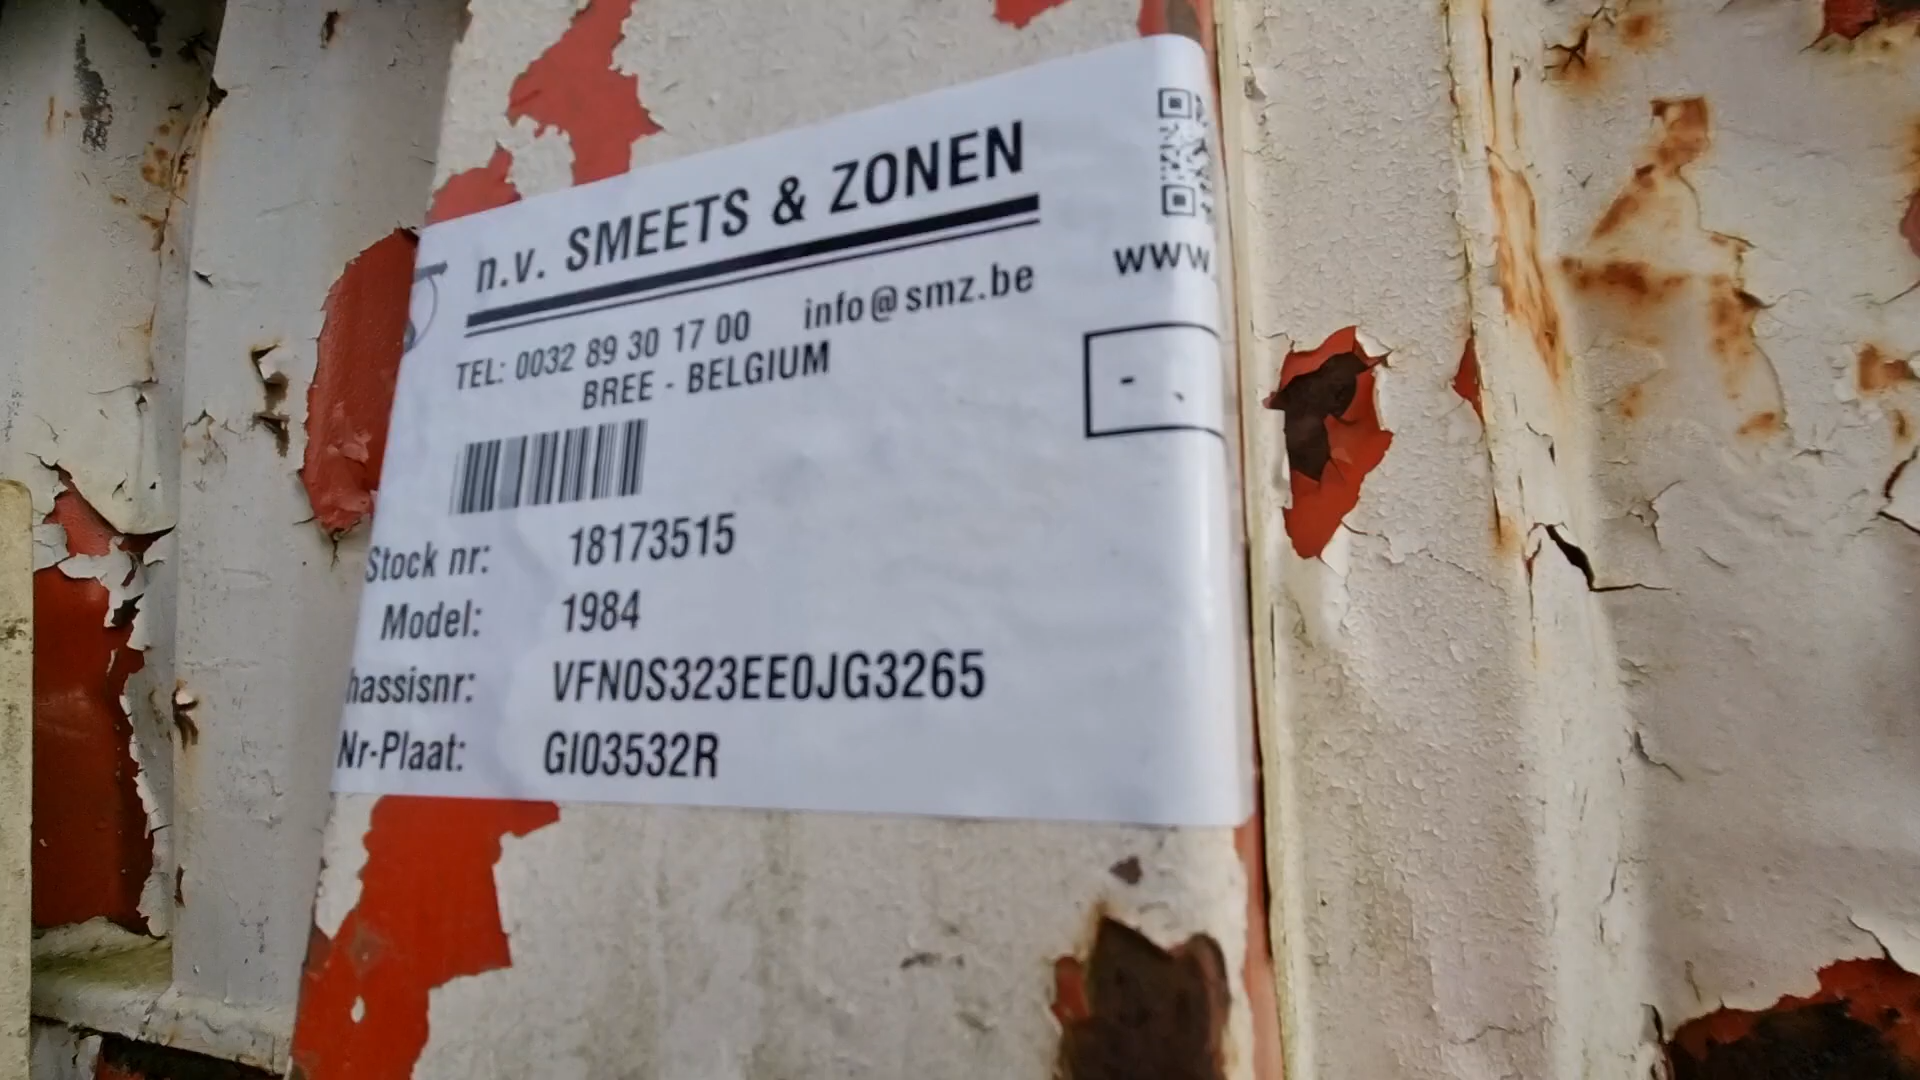 n.v. SMEETS & ZONEN
TEL: 0032 89 30 17 00 info@smz.be www.
BREE - BELGIUM
Stock nr: 18173515
Model: 1984
hassisnr: VFN0S323EE0JG3265
Nr-Plaat: GI03532R